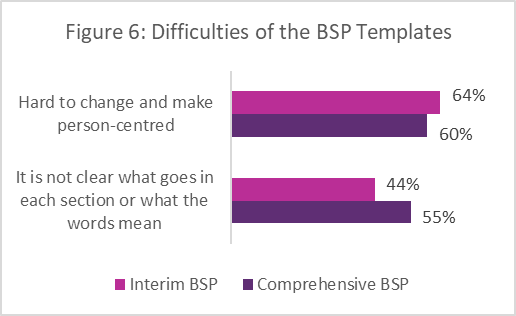 Figure 6: Difficulties of the BSP Templates
Hard to change and make
person-centred
64%
60%
It is not clear what goes in
each section or what the
words mean
44%
55%
Interim BSP
Comprehensive BSP